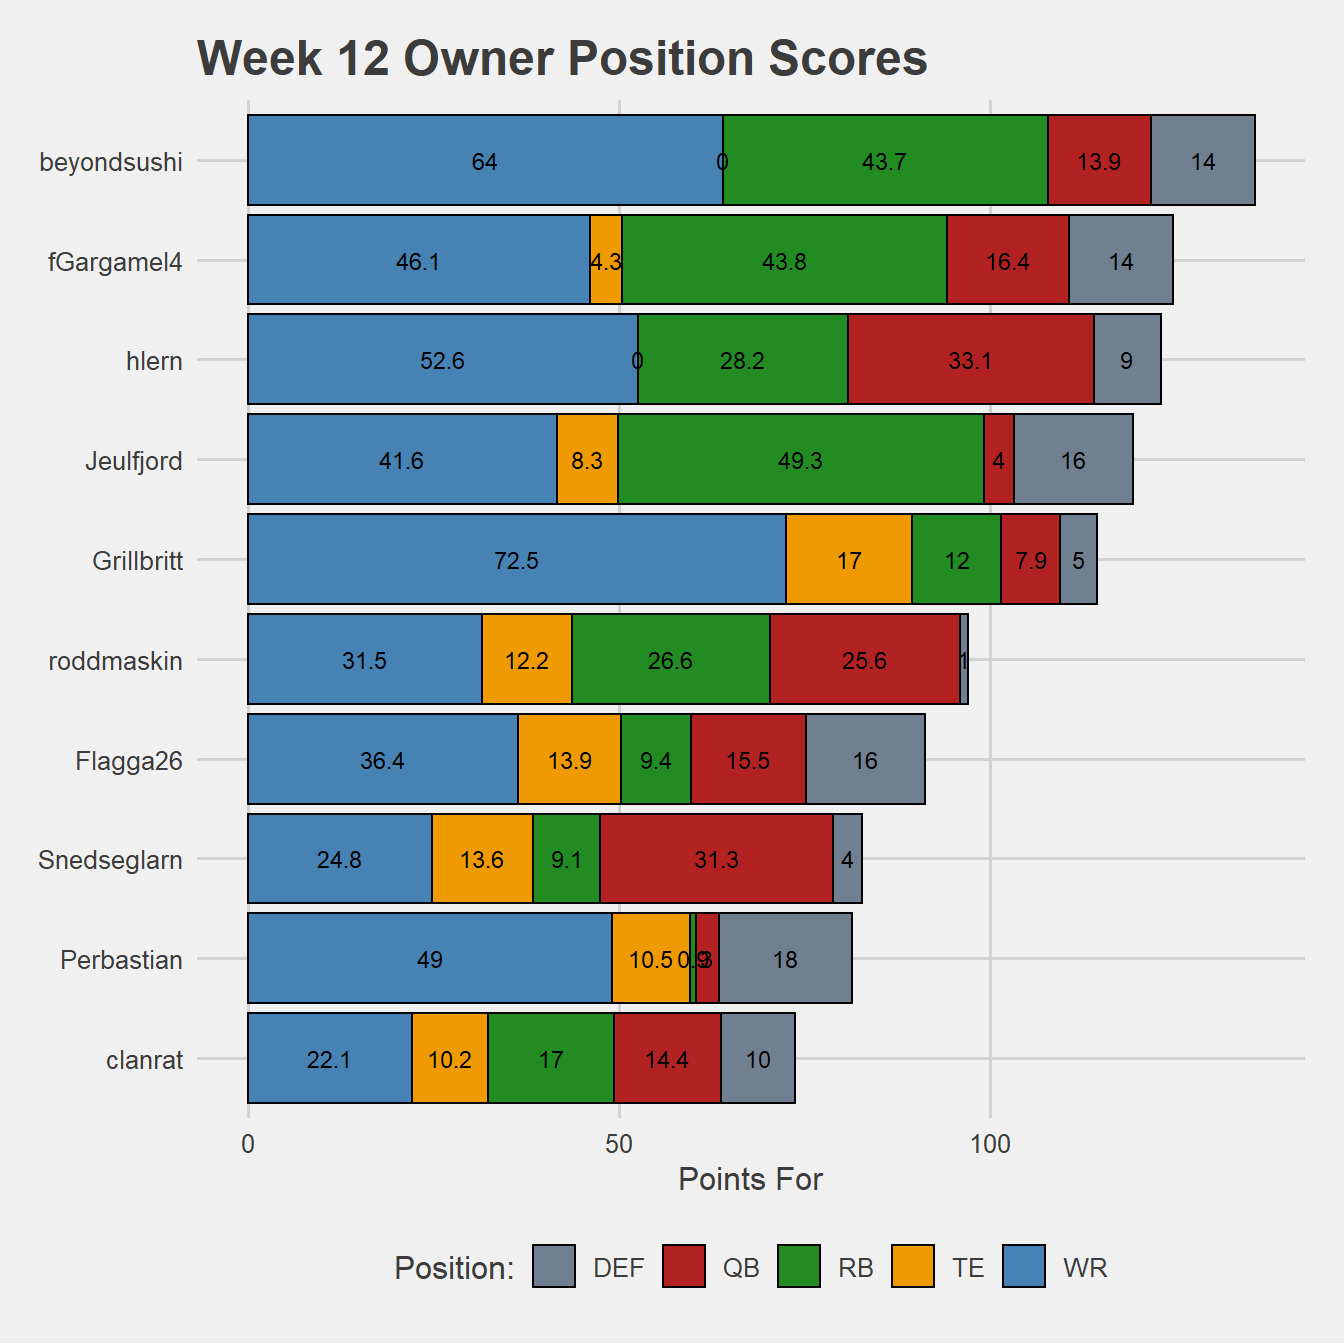 Week 12 Owner Position Scores
beyondsushi 64 0 43.7 13.9 14
fGargamel4 46.1 4.3 43.8 16.4 14
hlern 52.6 0 28.2 33.1 9
Jeulfjord 41.6 8.3 49.3 4 16
Grillbritt 72.5 17 12 7.9 5
roddmaskin 31.5 12.2 26.6 25.6 1
Flagga26 36.4 13.9 9.4 15.5 16
Snedseglarn 24.8 13.6 9.1 31.3 4
Perbastian 49 10.5 0.9 3 18
clanrat 22.1 10.2 17 14.4 10
0 50 100
Points For
Position: DEF QB RB TE WR